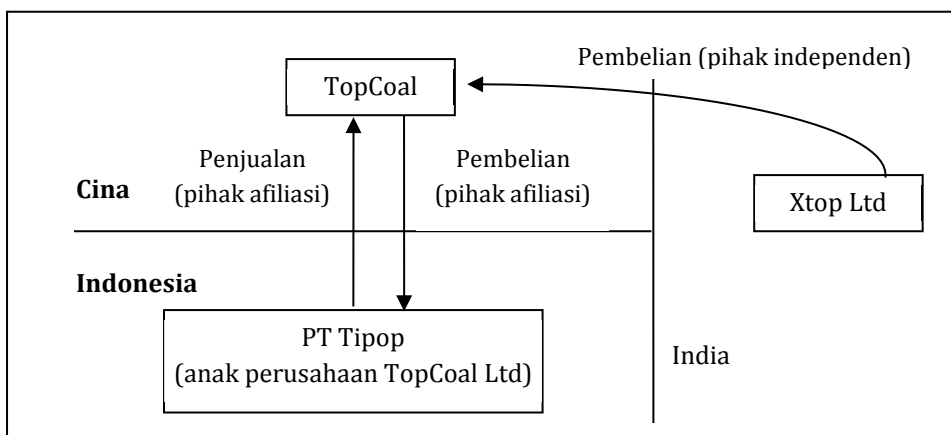 Pembelian (pihak independen)
TopCoal
Penjualan
(pihak afiliasi)
Pembelian
(pihak afiliasi)
Cina
Xtop Ltd
Indonesia
PT Tipop
(anak perusahaan TopCoal Ltd)
India